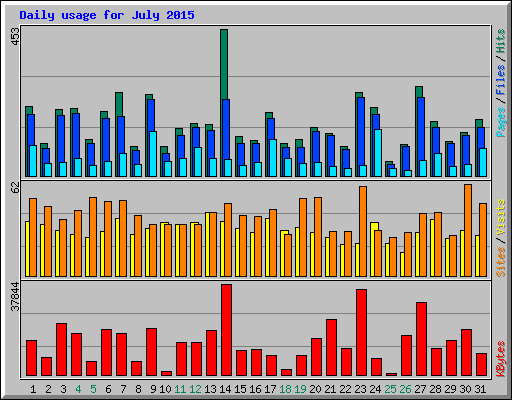 Daily usage for July 2015
453
Pages / Files / Hits
62
Sites / Visits
37844
KBytes
1 2 3 4 5 6 7 8 9 10 11 12 13 14 15 16 17 18 19 20 21 22 23 24 25 26 27 28 29 30 31